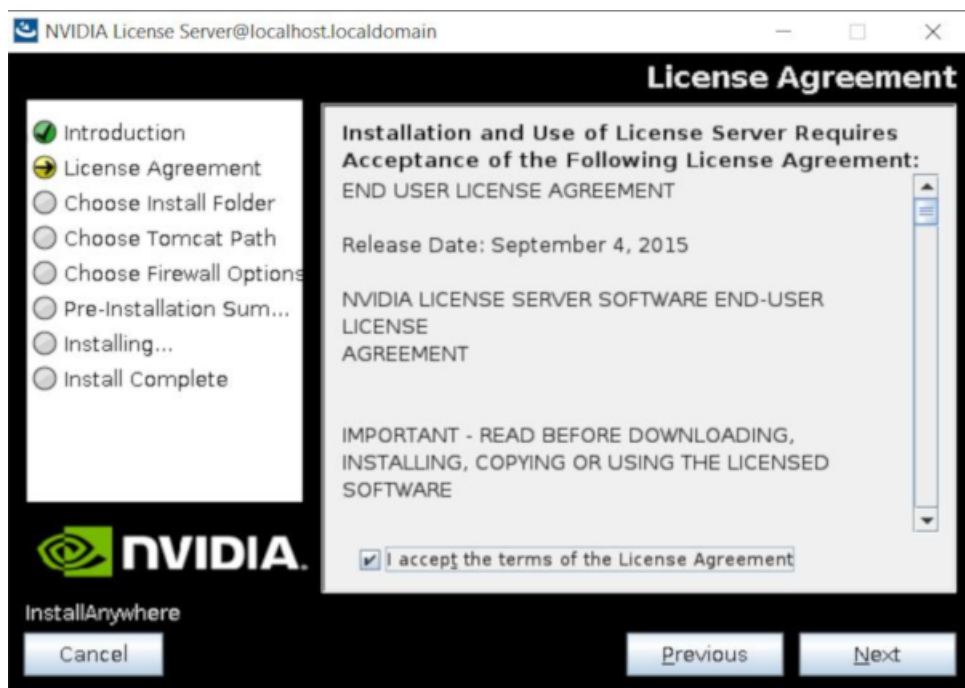 NVIDIA License Server@localhost.localdomain
License Agreement
Introduction
License Agreement
Choose Install Folder
Choose Tomcat Path
Choose Firewall Options
Pre-Installation Sum...
Installing...
Install Complete
Installation and Use of License Server Requires
Acceptance of the Following License Agreement:
END USER LICENSE AGREEMENT
Release Date: September 4, 2015
NVIDIA LICENSE SERVER SOFTWARE END-USER
LICENSE
AGREEMENT
IMPORTANT - READ BEFORE DOWNLOADING,
INSTALLING, COPYING OR USING THE LICENSED
SOFTWARE
I accept the terms of the License Agreement
NVIDIA.
InstallAnywhere
Cancel
Previous
Next